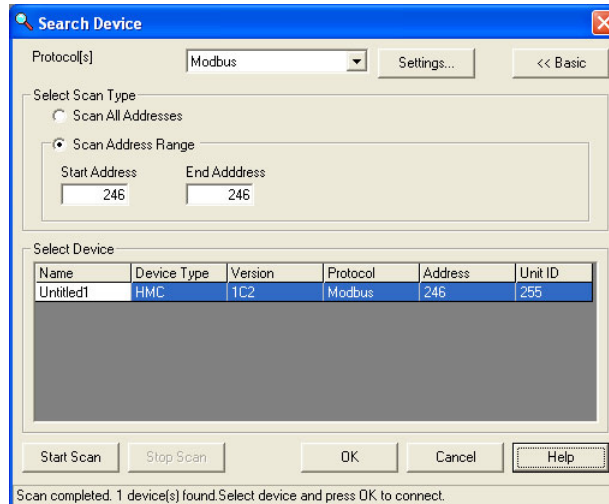 Search Device
Protocol[s] Modbus Settings... << Basic
Select Scan Type
Scan All Addresses
Scan Address Range
Start Address End Adddress
246 246
Select Device
Name Device Type Version Protocol Address Unit ID
Untitled1 HMC 1C2 Modbus 246 255
Start Scan Stop Scan OK Cancel Help
Scan completed. 1 device(s) found.Select device and press OK to connect.